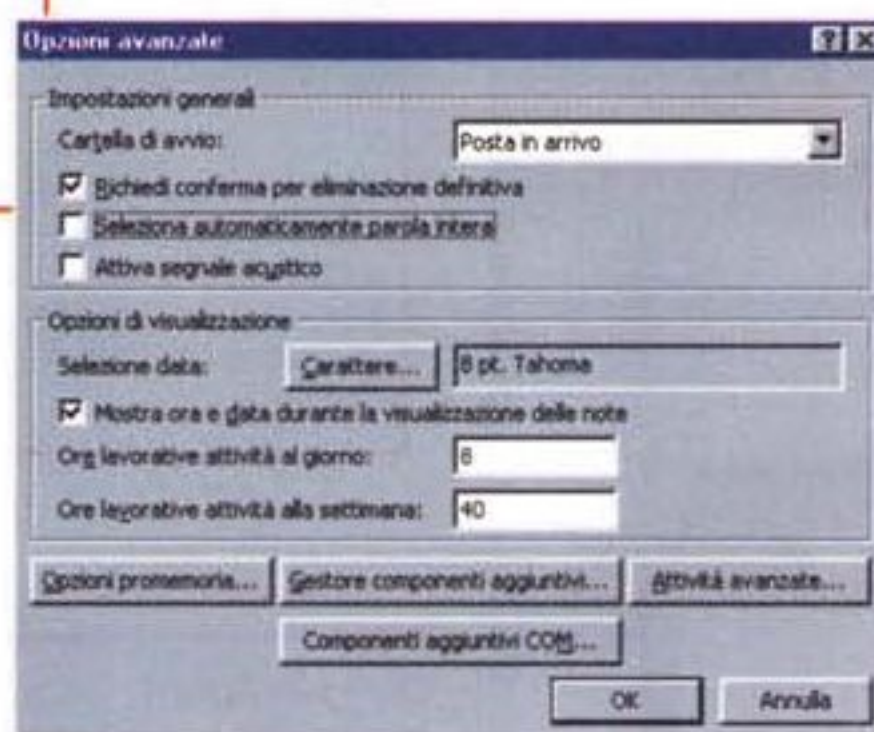 Opzioni avanzate
Impostazioni generali
Cartella di avvio: Posta in arrivo
Richiedi conferma per eliminazione definitiva
Seleziona automaticamente parola intera
Attiva segnale acustico
Opzioni di visualizzazione
Selezione data: Carattere... 8 pt. Tahoma
Mostra ora e data durante la visualizzazione delle note
Ore lavorative attività al giorno: 8
Ore lavorative attività alla settimana: 40
Opzioni promemoria... Gestore componenti aggiuntivi... Attività avanzate...
Componenti aggiuntivi COM...
OK Annulla